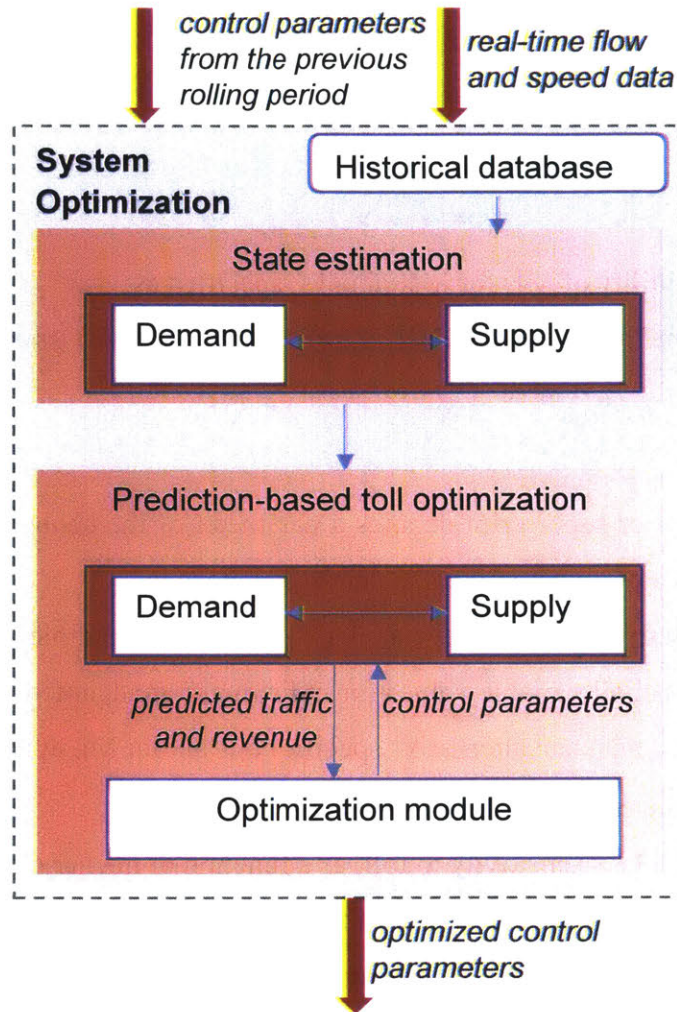 control parameters
from the previous
rolling period
real-time flow
and speed data
System
Optimization
Historical database
State estimation
Demand
Supply
Prediction-based toll optimization
Demand
Supply
predicted traffic
and revenue
control parameters
Optimization module
optimized control
parameters